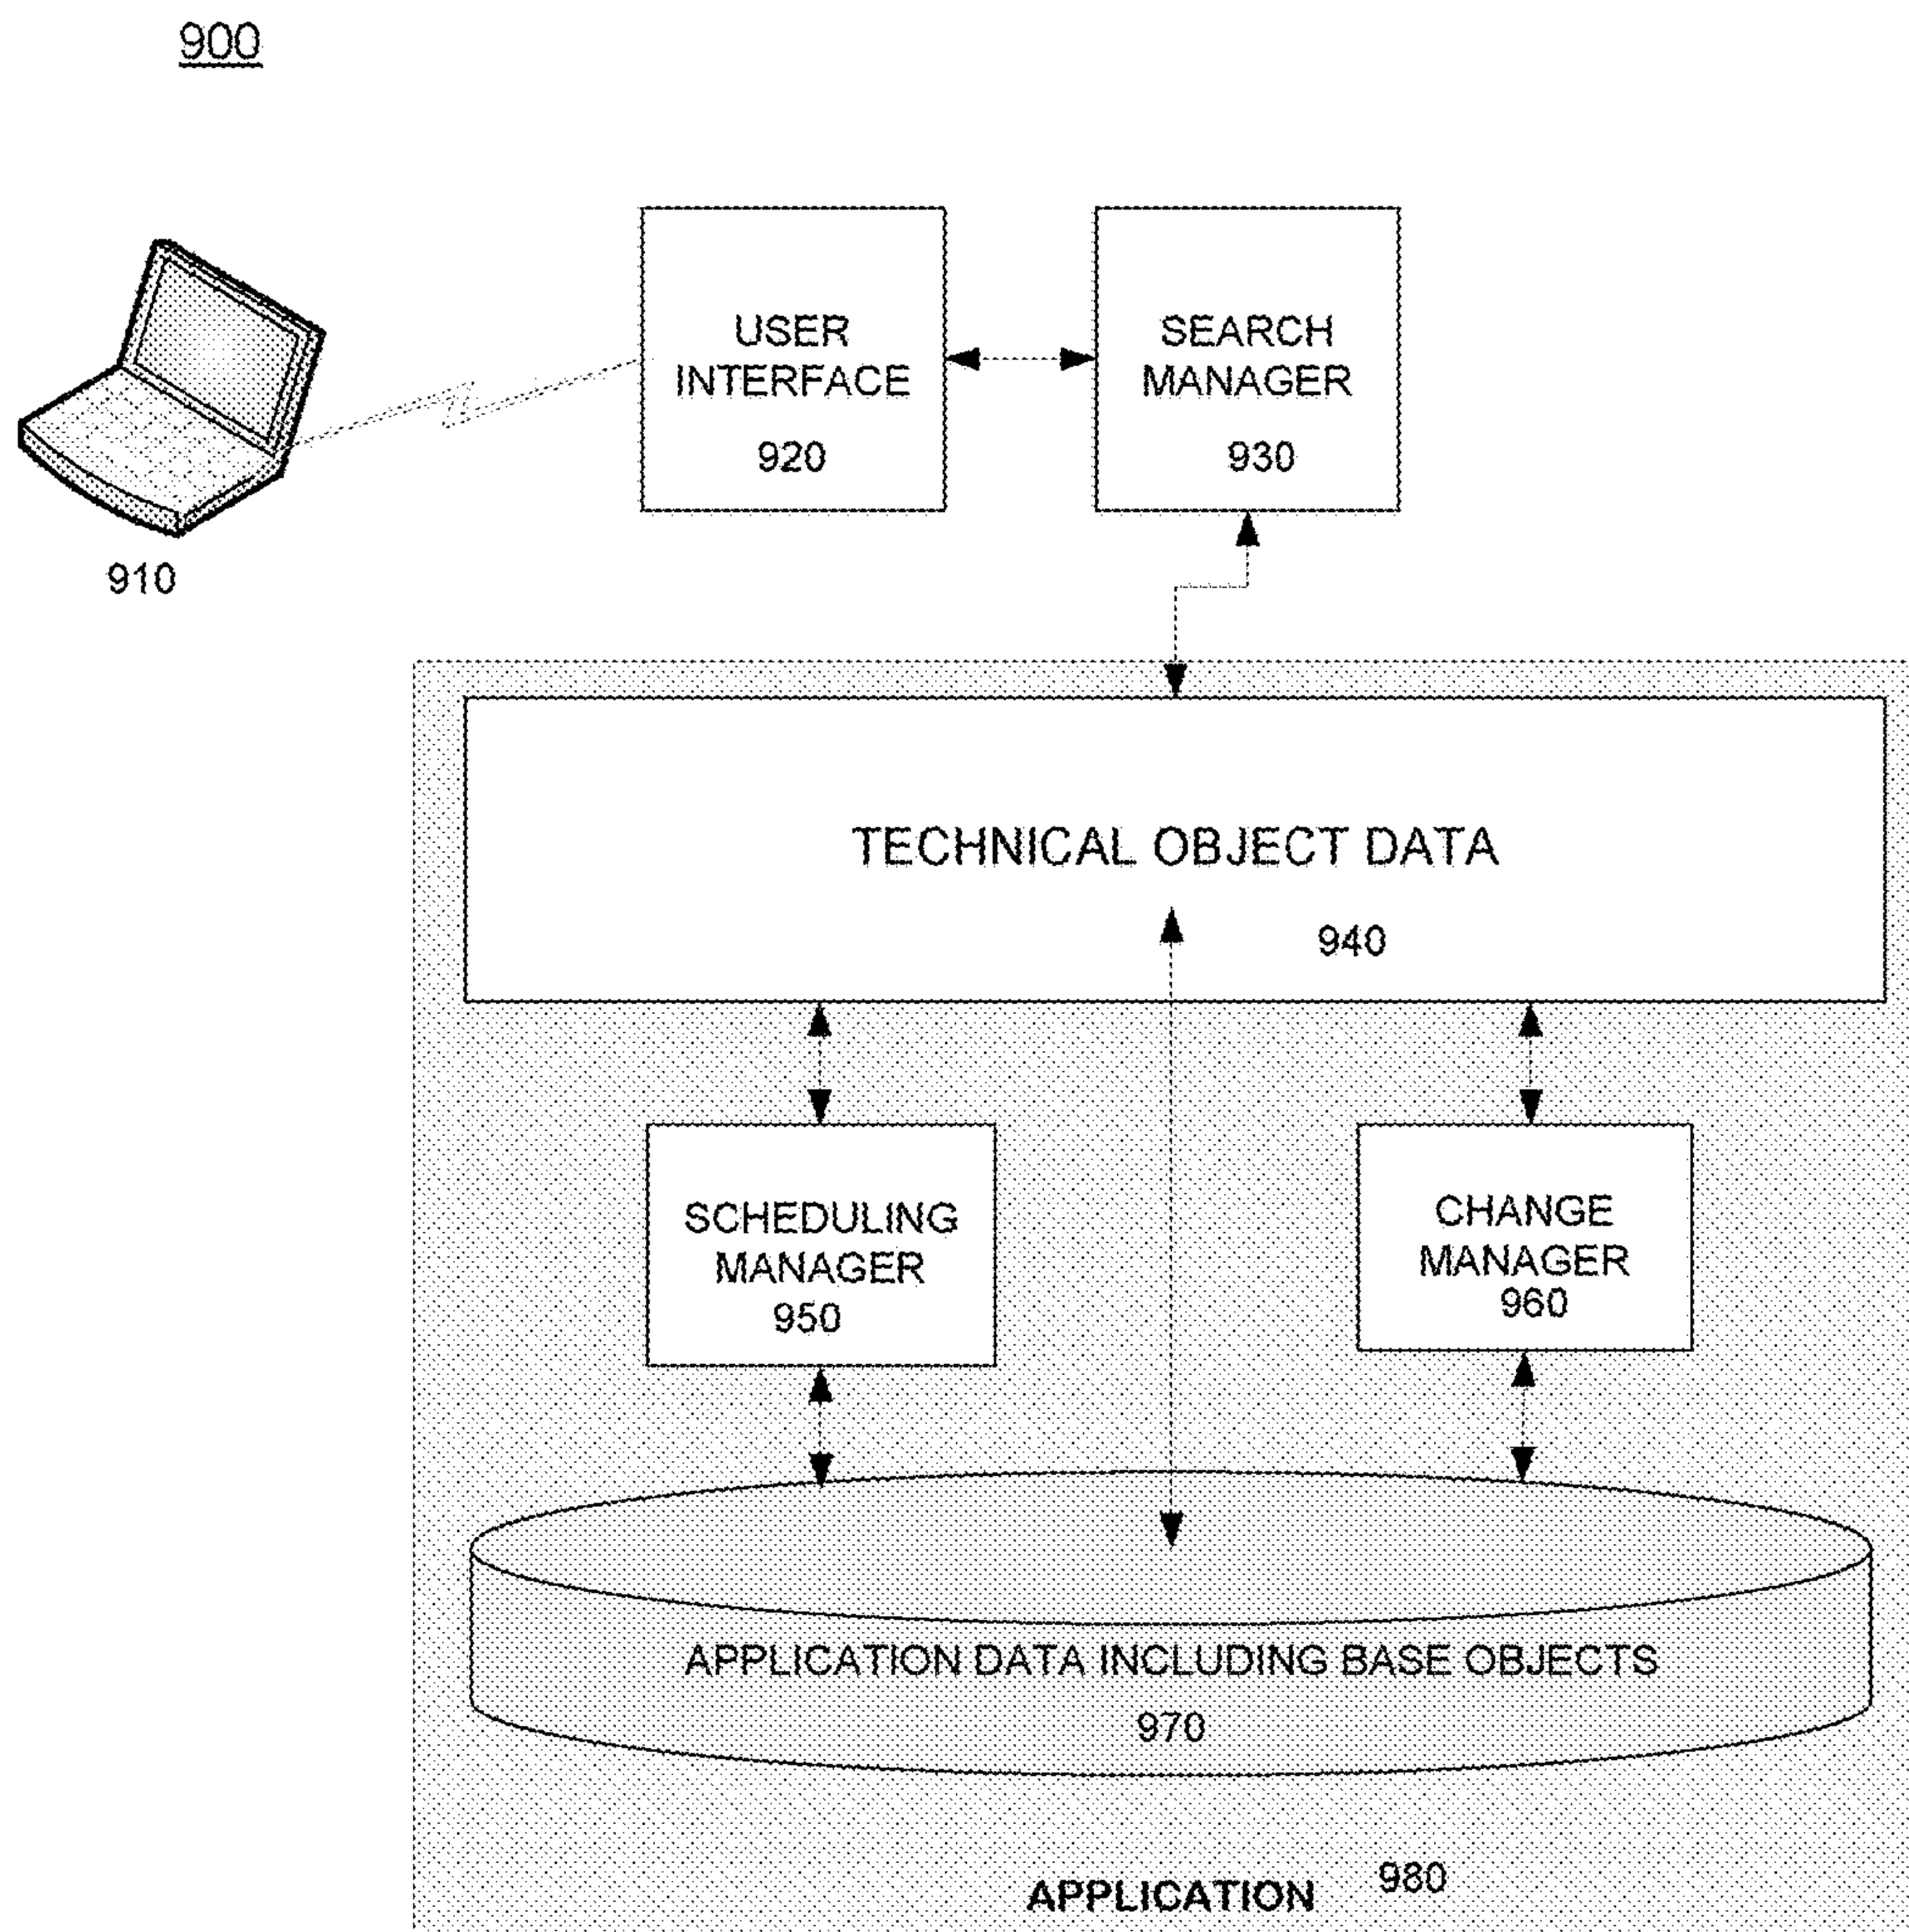 900
USER
INTERFACE
920
SEARCH
MANAGER
930
910
TECHNICAL OBJECT DATA
940
SCHEDULING
MANAGER
950
CHANGE
MANAGER
960
APPLICATION DATA INCLUDING BASE OBJECTS
970
APPLICATION 980